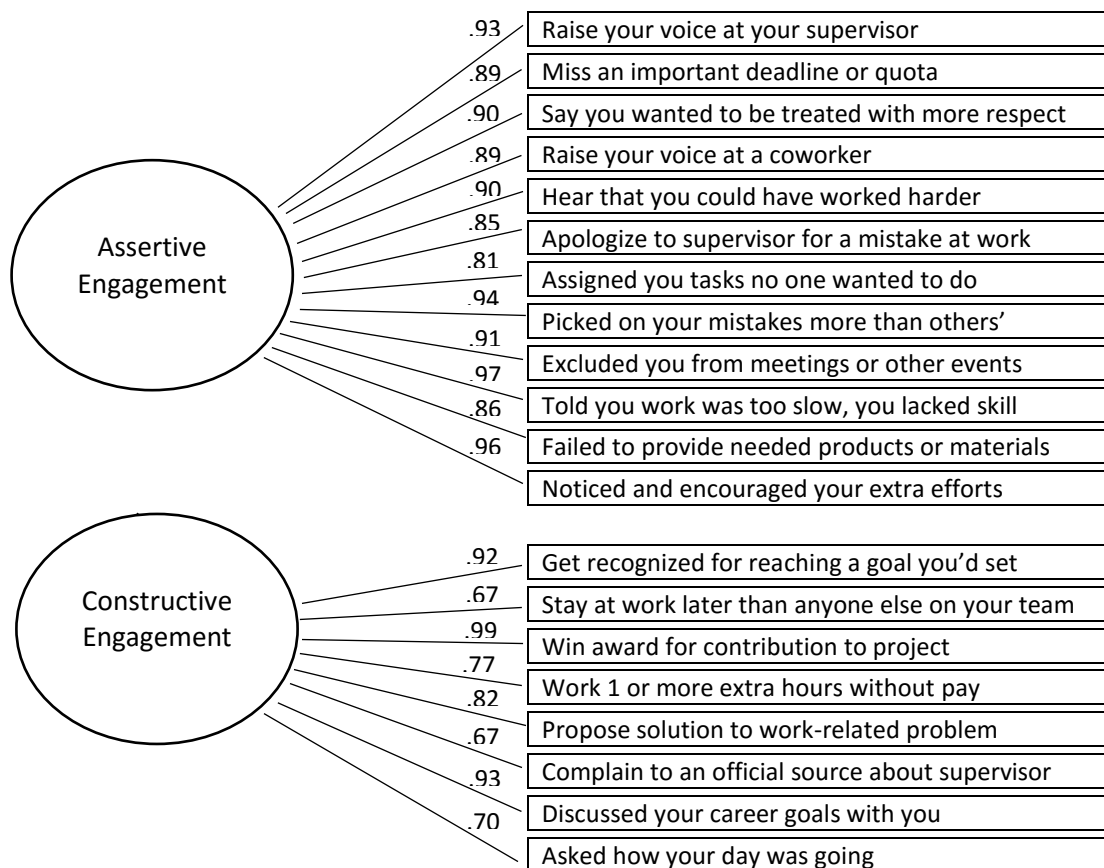 .93 Raise your voice at your supervisor
.89 Miss an important deadline or quota
.90 Say you wanted to be treated with more respect
.89 Raise your voice at a coworker
.90 Hear that you could have worked harder
.85 Apologize to supervisor for a mistake at work
Assertive
Engagement
.81 Assigned you tasks no one wanted to do
.94 Picked on your mistakes more than others’
.91 Excluded you from meetings or other events
.97 Told you work was too slow, you lacked skill
.86 Failed to provide needed products or materials
.96 Noticed and encouraged your extra efforts
.92 Get recognized for reaching a goal you’d set
Constructive
Engagement
.67 Stay at work later than anyone else on your team
.99 Win award for contribution to project
.77 Work 1 or more extra hours without pay
.82 Propose solution to work-related problem
.67 Complain to an official source about supervisor
.93 Discussed your career goals with you
.70 Asked how your day was going